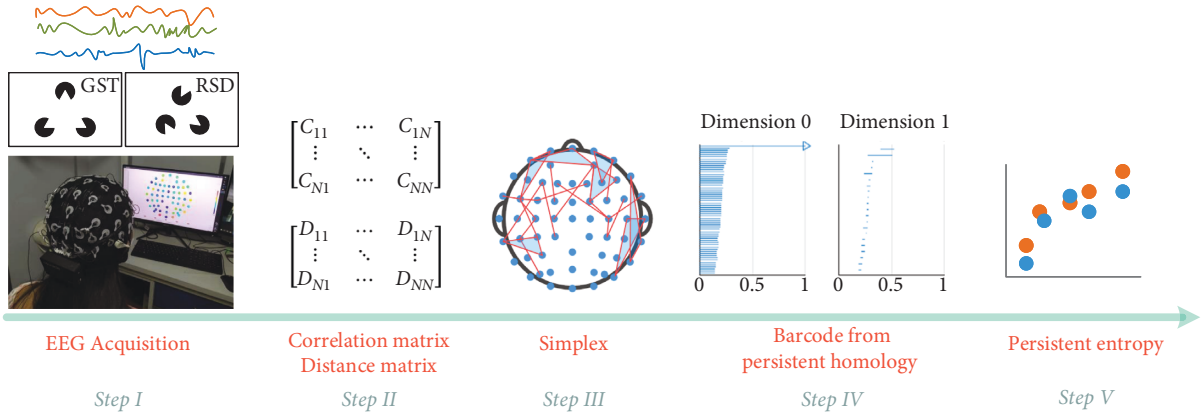 GST
RSD
C11 ⋯ C1N
⋮ ⋱ ⋮
CN1 ⋯ CNN
D11 ⋯ D1N
⋮ ⋱ ⋮
DN1 ⋯ DNN
Dimension 0
Dimension 1
0 0.5 1
0 0.5 1
EEG Acquisition
Step I
Correlation matrix
Distance matrix
Step II
Simplex
Step III
Barcode from
persistent homology
Step IV
Persistent entropy
Step V